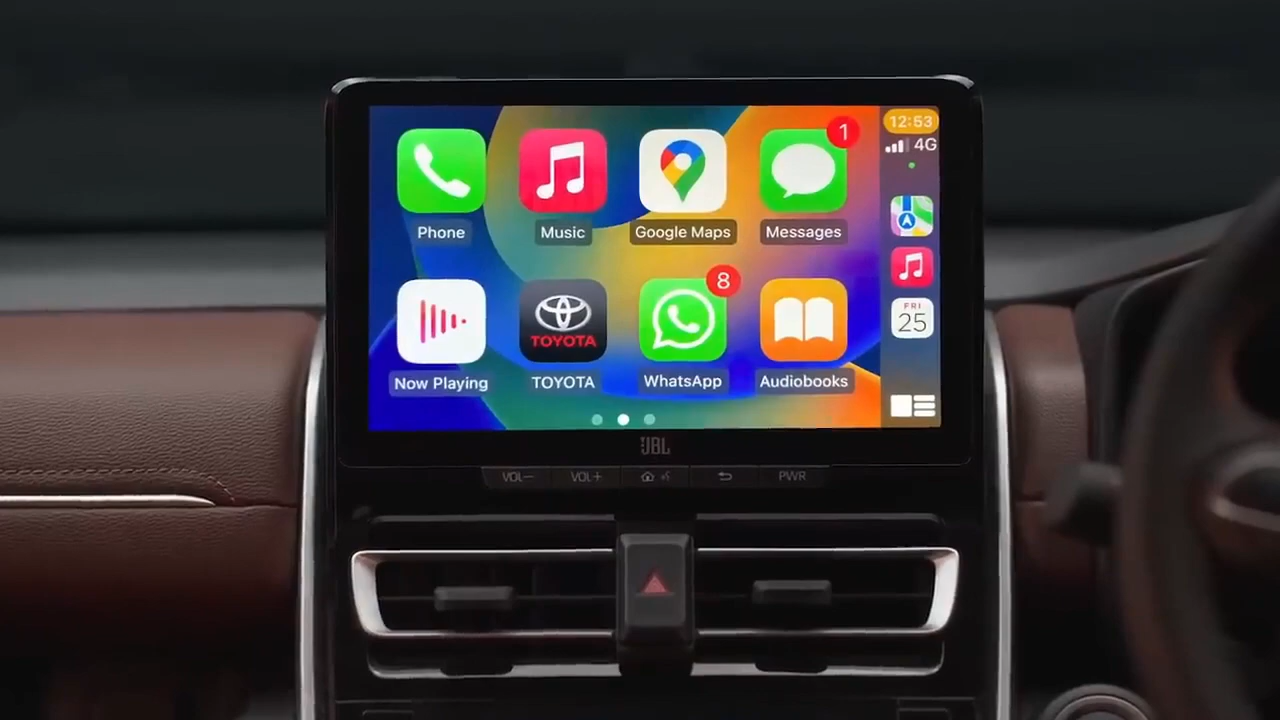 12:53
4G
1
Phone
Music
Google Maps
Messages
8
TOYOTA
FRI
25
Now Playing
TOYOTA
WhatsApp
Audiobooks
JBL
VOL−
VOL+
PWR